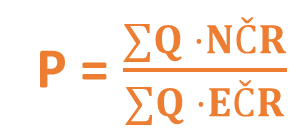 P = ∑Q ·NČR / ∑Q ·EČR